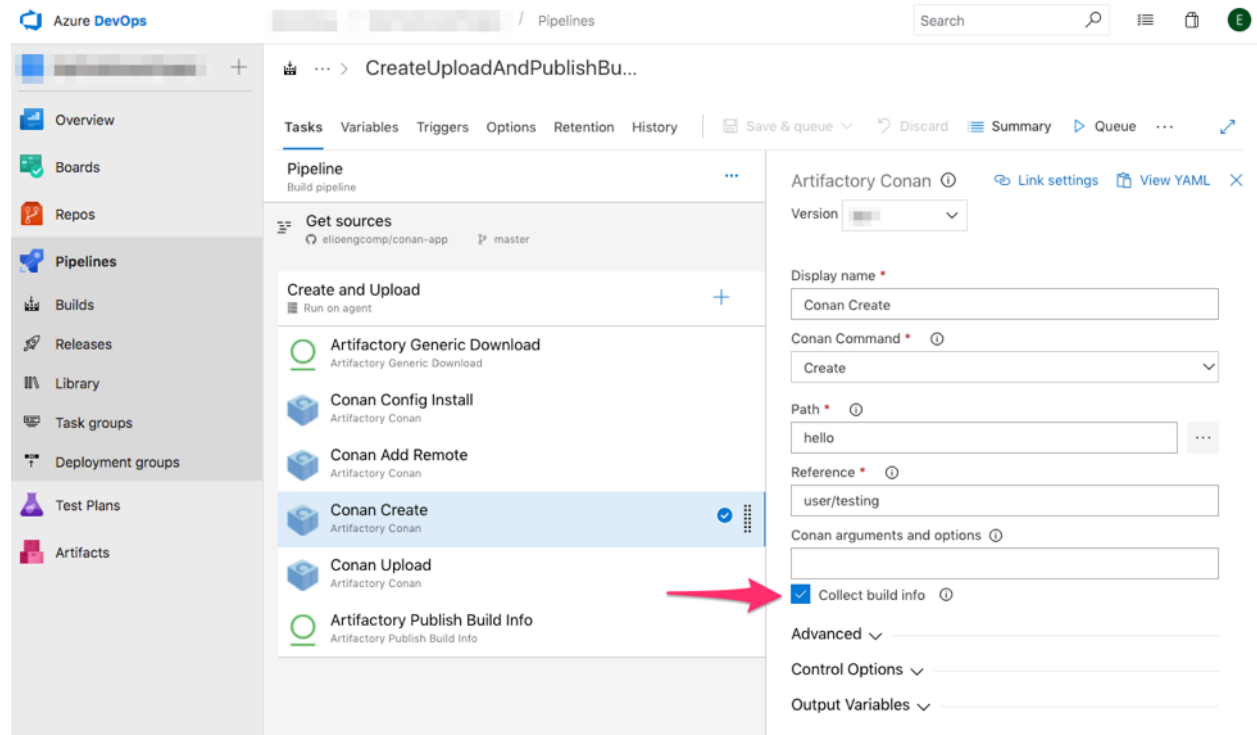 Azure DevOps
/ Pipelines
Search
E
Overview
Boards
Repos
Pipelines
Builds
Releases
Library
Task groups
Deployment groups
Test Plans
Artifacts
... > CreateUploadAndPublishBu...
Tasks Variables Triggers Options Retention History Save & queue Discard Summary Queue ...
Pipeline
Build pipeline
Get sources
elioengcomp/conan-app master
Create and Upload
Run on agent
Artifactory Generic Download
Artifactory Generic Download
Conan Config Install
Artifactory Conan
Conan Add Remote
Artifactory Conan
Conan Create
Artifactory Conan
Conan Upload
Artifactory Conan
Artifactory Publish Build Info
Artifactory Publish Build Info
Artifactory Conan Link settings View YAML
Version
Display name *
Conan Create
Conan Command *
Create
Path *
hello
...
Reference *
user/testing
Conan arguments and options
Collect build info
Advanced
Control Options
Output Variables